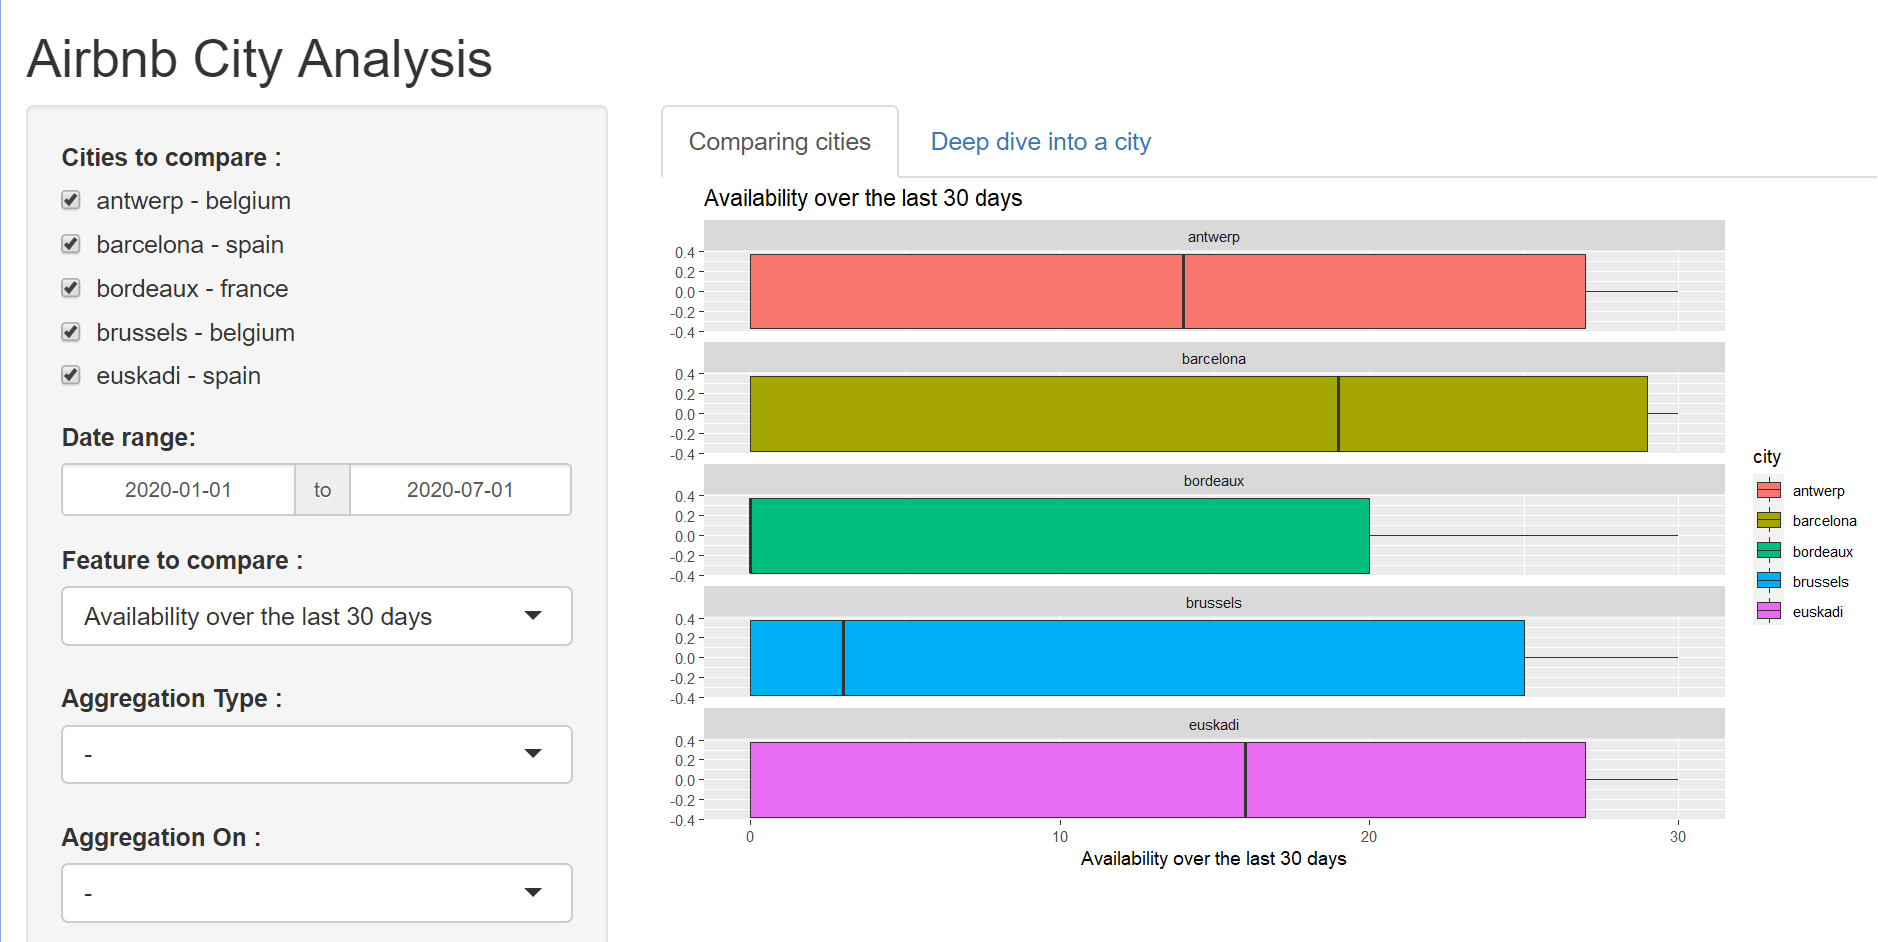 Airbnb City Analysis
Cities to compare :
antwerp - belgium
barcelona - spain
bordeaux - france
brussels - belgium
euskadi - spain
Date range:
2020-01-01 to 2020-07-01
Feature to compare :
Availability over the last 30 days
Aggregation Type :
-
Aggregation On :
-
Comparing cities
Deep dive into a city
Availability over the last 30 days
antwerp
0.4
0.2
0.0
-0.2
-0.4
barcelona
0.4
0.2
0.0
-0.2
-0.4
bordeaux
0.4
0.2
0.0
-0.2
-0.4
brussels
0.4
0.2
0.0
-0.2
-0.4
euskadi
0.4
0.2
0.0
-0.2
-0.4
0 10 20 30
Availability over the last 30 days
city
antwerp
barcelona
bordeaux
brussels
euskadi